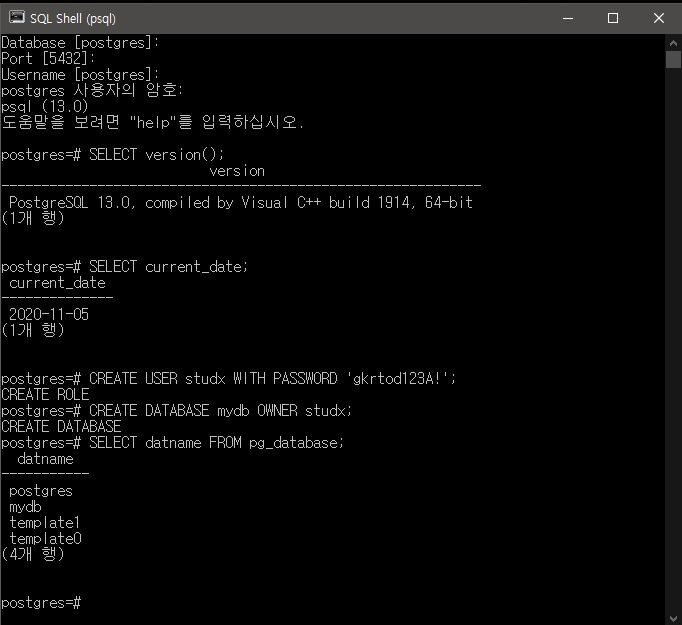 SQL Shell (psql)
Database [postgres]:
Port [5432]:
Username [postgres]:
postgres 사용자의 암호:
psql (13.0)
도움말을 보려면 "help"를 입력하십시오.
postgres=# SELECT version();
version
------------------------------------------------------------
PostgreSQL 13.0, compiled by Visual C++ build 1914, 64-bit
(1개 행)
postgres=# SELECT current_date;
current_date
--------------
2020-11-05
(1개 행)
postgres=# CREATE USER studx WITH PASSWORD 'gkrtod123A!';
CREATE ROLE
postgres=# CREATE DATABASE mydb OWNER studx;
CREATE DATABASE
postgres=# SELECT datname FROM pg_database;
datname
-----------
postgres
mydb
template1
template0
(4개 행)
postgres=#